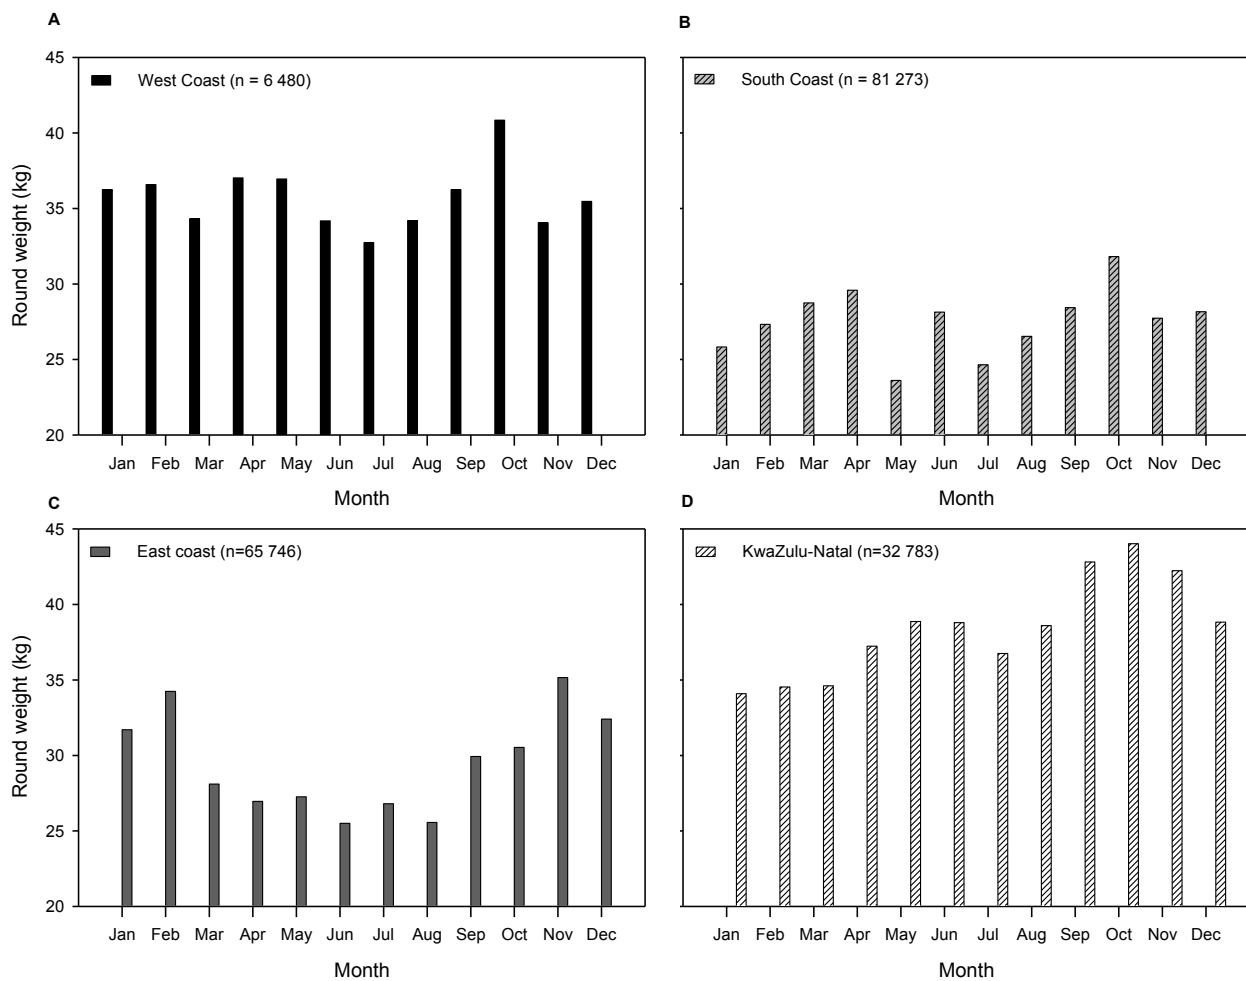 A
45
40
35
30
25
20
Round weight (kg)
West Coast (n = 6 480)
Jan Feb Mar Apr May Jun Jul Aug Sep Oct Nov Dec
Month
B
South Coast (n = 81 273)
Jan Feb Mar Apr May Jun Jul Aug Sep Oct Nov Dec
Month
C
45
40
35
30
25
20
Round weight (kg)
East coast (n=65 746)
Jan Feb Mar Apr May Jun Jul Aug Sep Oct Nov Dec
Month
D
KwaZulu-Natal (n=32 783)
Jan Feb Mar Apr May Jun Jul Aug Sep Oct Nov Dec
Month